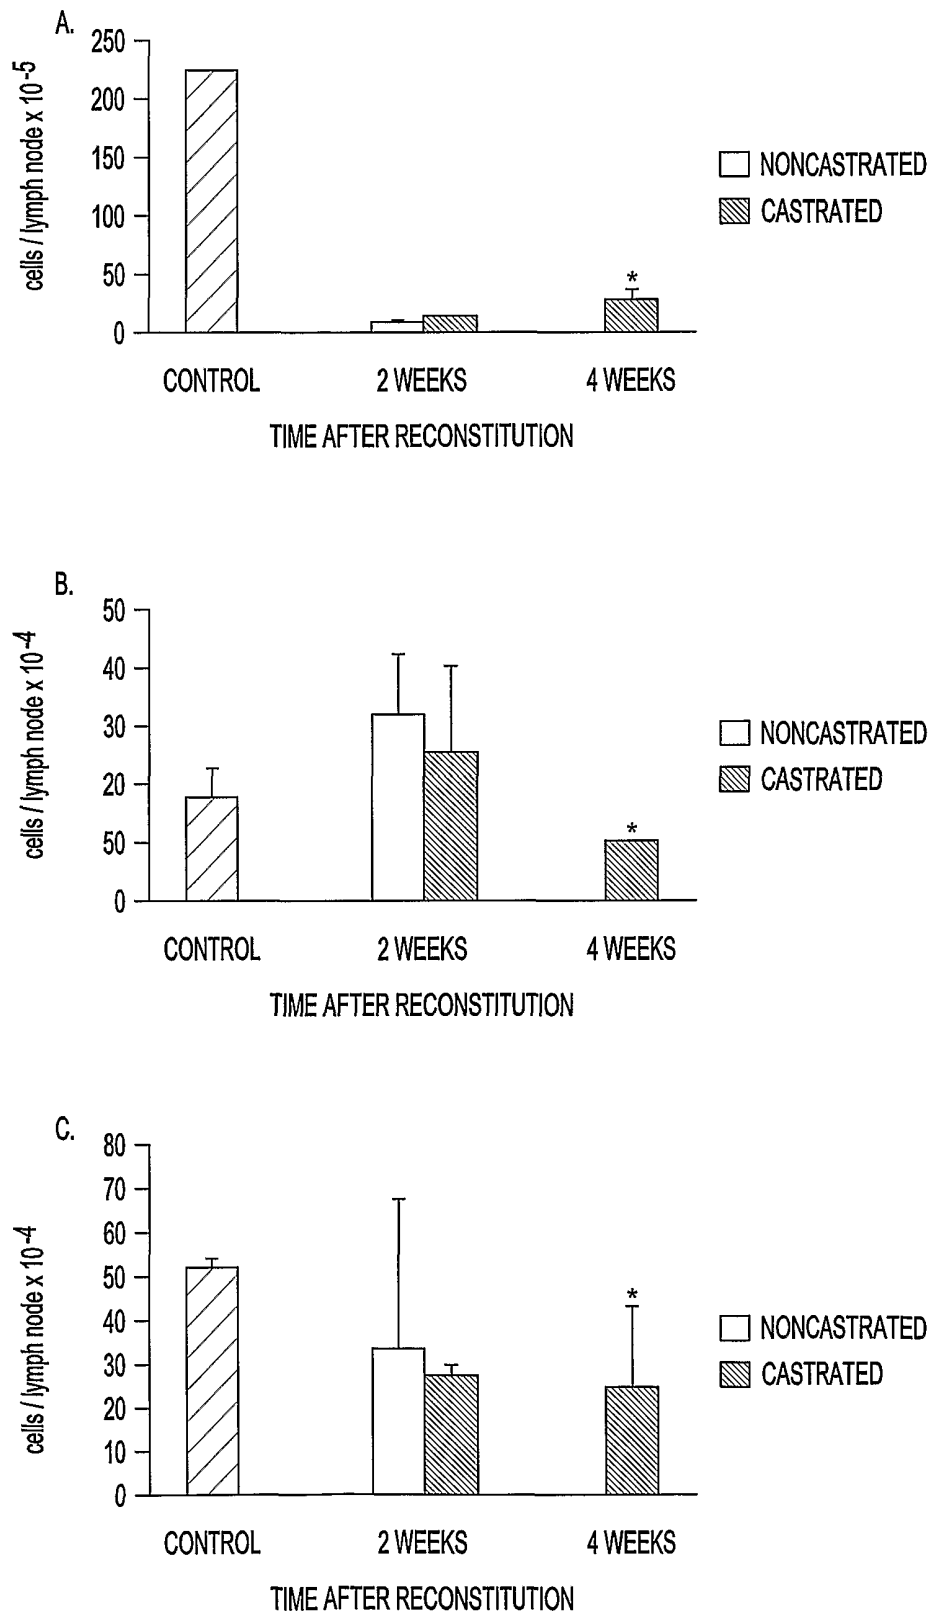 A.
cells / lymph node x 10-5
250
200
150
100
50
0
*
CONTROL
2 WEEKS
4 WEEKS
TIME AFTER RECONSTITUTION
NONCASTRATED
CASTRATED
B.
cells / lymph node x 10-4
50
40
30
20
50
0
*
CONTROL
2 WEEKS
4 WEEKS
TIME AFTER RECONSTITUTION
NONCASTRATED
CASTRATED
C.
cells / lymph node x 10-4
80
70
60
50
40
30
20
10
0
*
CONTROL
2 WEEKS
4 WEEKS
TIME AFTER RECONSTITUTION
NONCASTRATED
CASTRATED